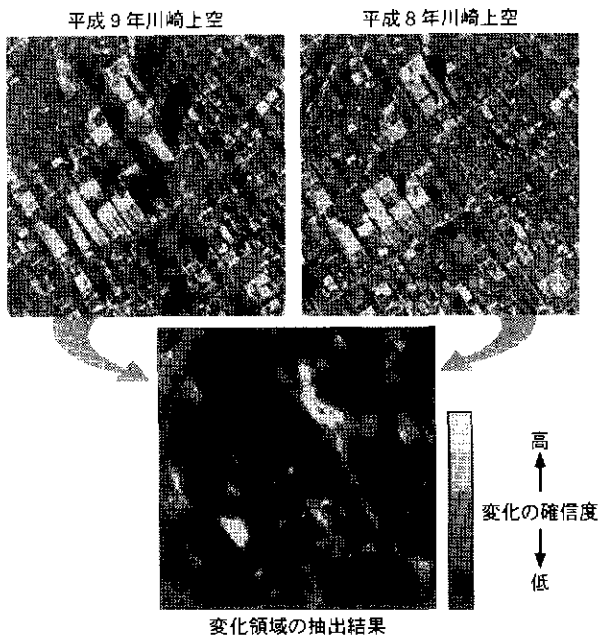 平成9年川崎上空
平成8年川崎上空
高
変化の確信度
低
変化領域の抽出結果